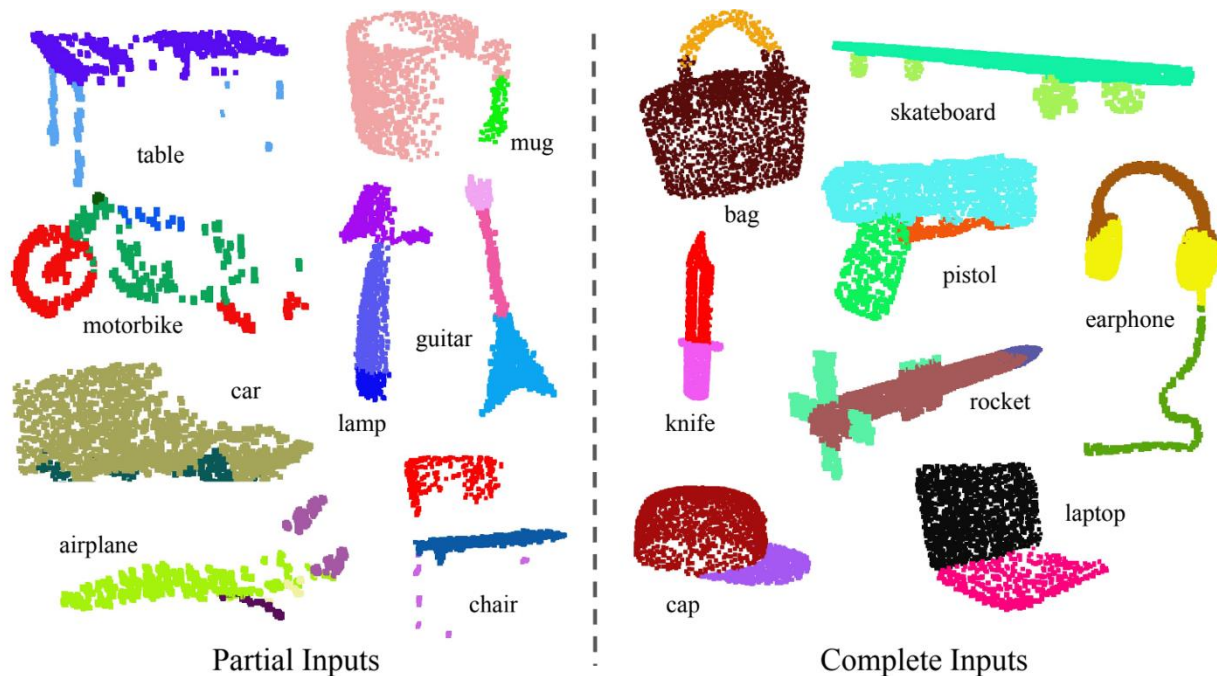 table
mug
motorbike
guitar
car
lamp
airplane
chair
Partial Inputs
skateboard
bag
pistol
earphone
knife
rocket
laptop
cap
Complete Inputs